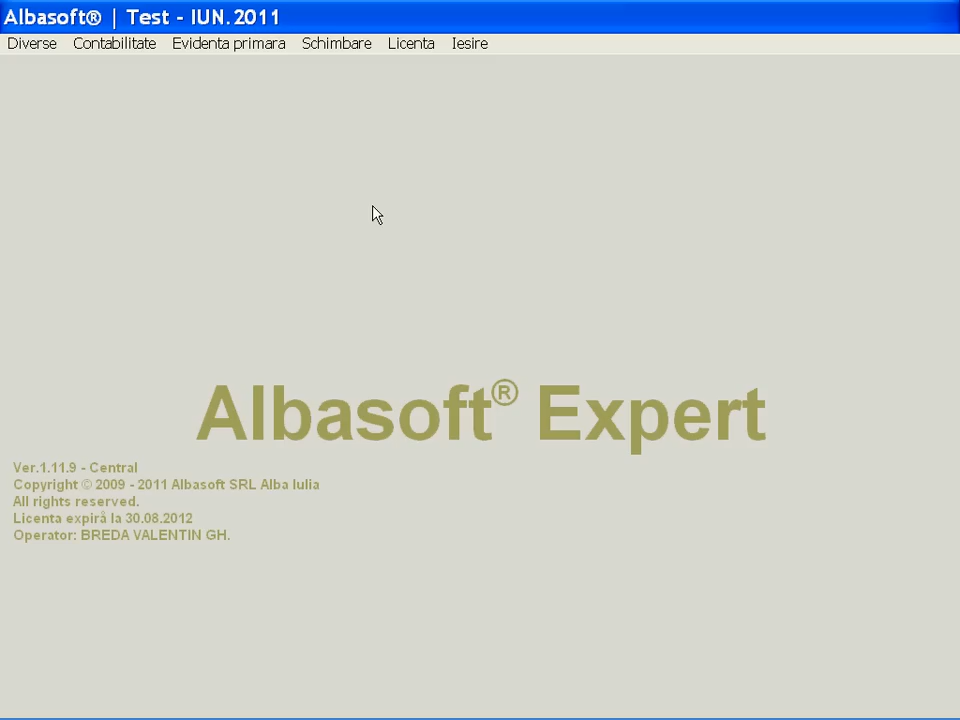 Albasoft® | Test - IUN.2011
Diverse Contabilitate Evidenta primara Schimbare Licenta Iesire
Albasoft® Expert
Ver.1.11.9 - Central
Copyright © 2009 - 2011 Albasoft SRL Alba Iulia
All rights reserved.
Licenta expirå la 30.08.2012
Operator: BREDA VALENTIN GH.